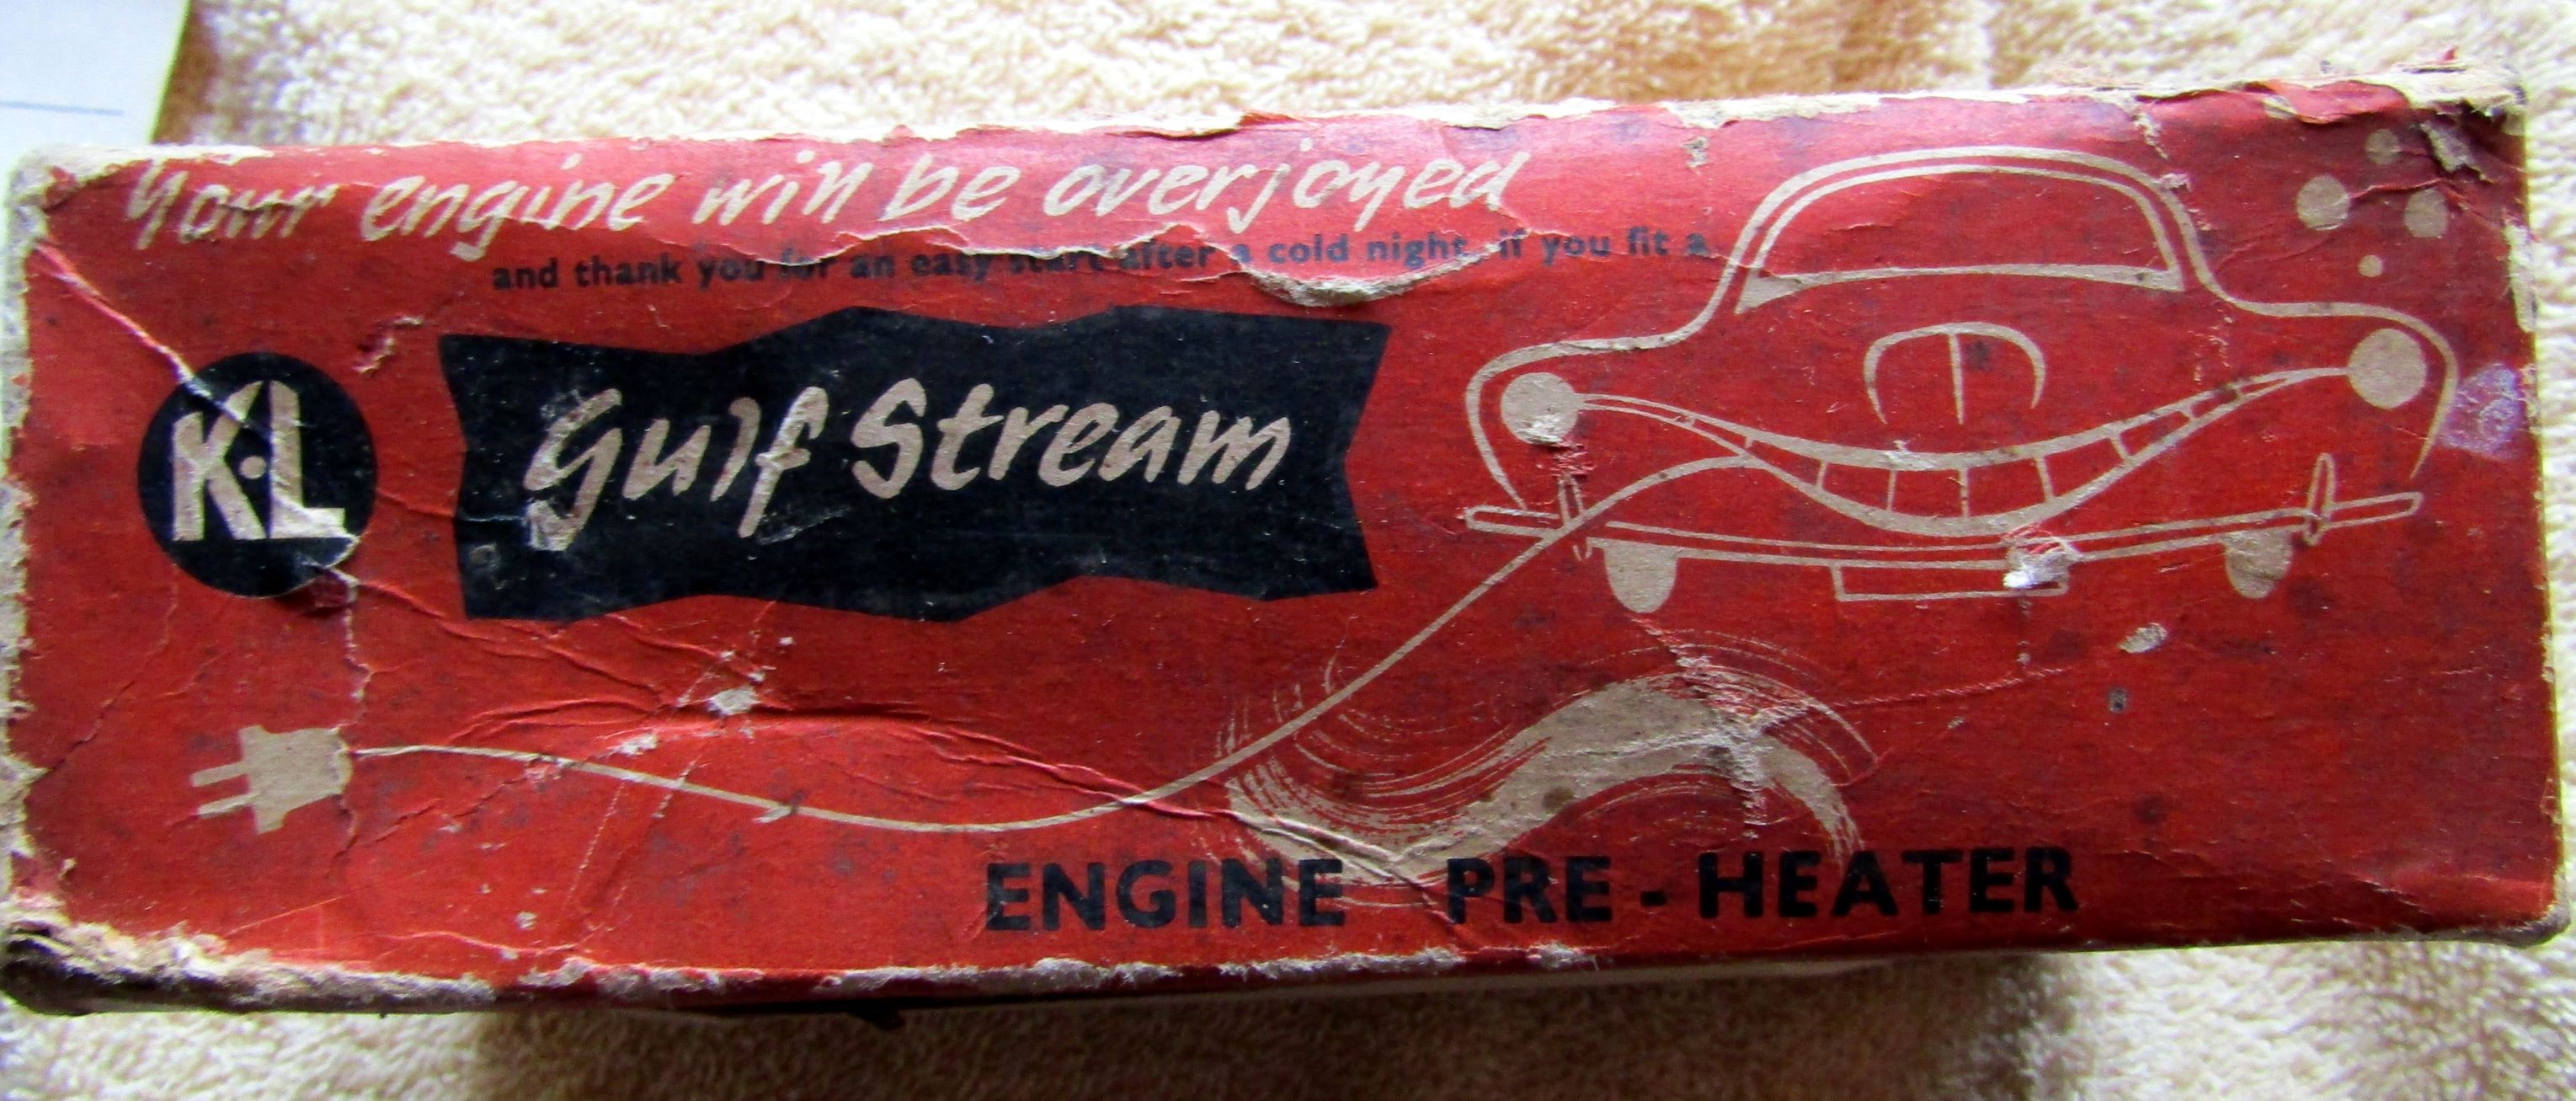 Your engine will be overjoyed
and thank you for an easy start after a cold night, if you fit a
K·L
Gulf Stream
ENGINE PRE-HEATER